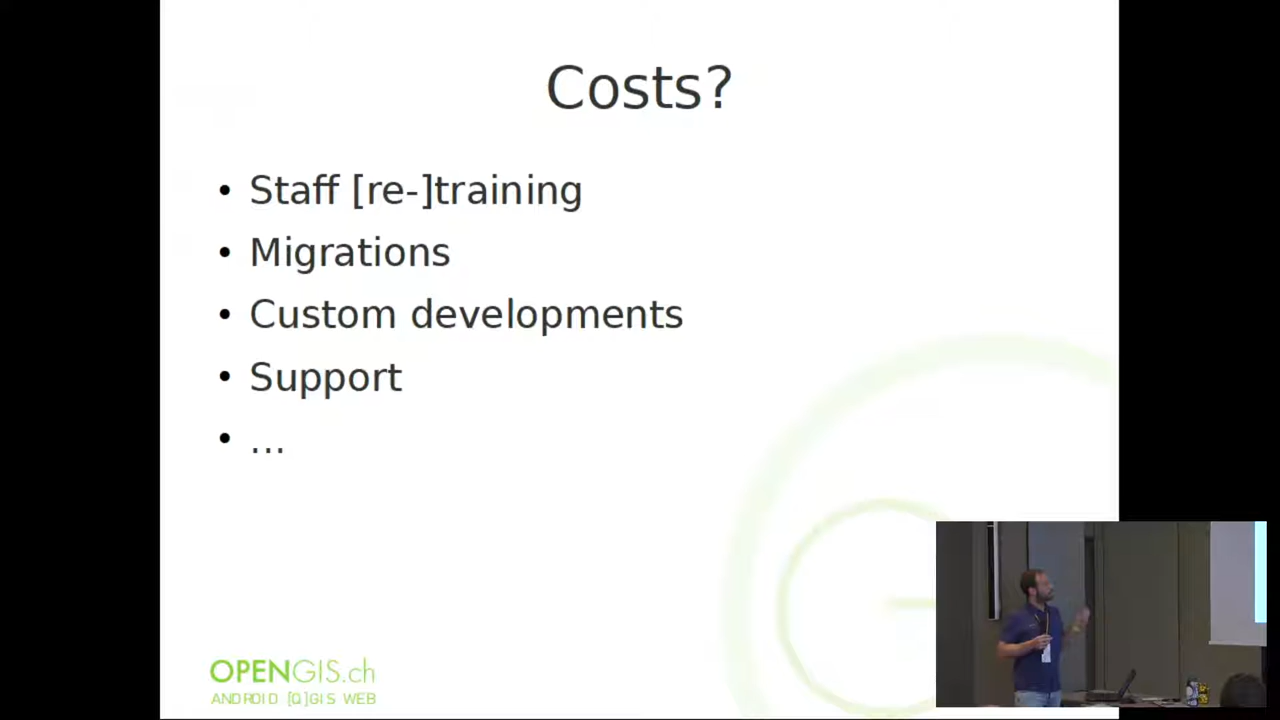 Costs?
• Staff [re-]training
• Migrations
• Custom developments
• Support
• ...
OPENGIS.ch
ANDROID [Q]GIS WEB